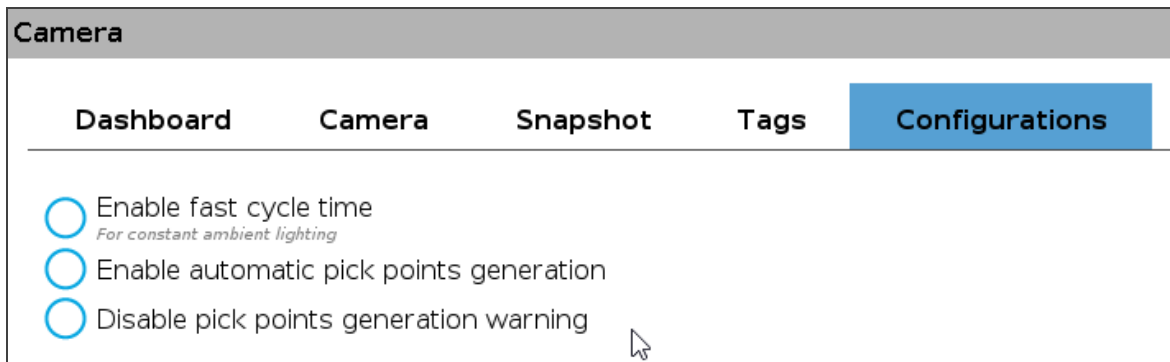 Camera
Dashboard Camera Snapshot Tags Configurations
Enable fast cycle time
For constant ambient lighting
Enable automatic pick points generation
Disable pick points generation warning